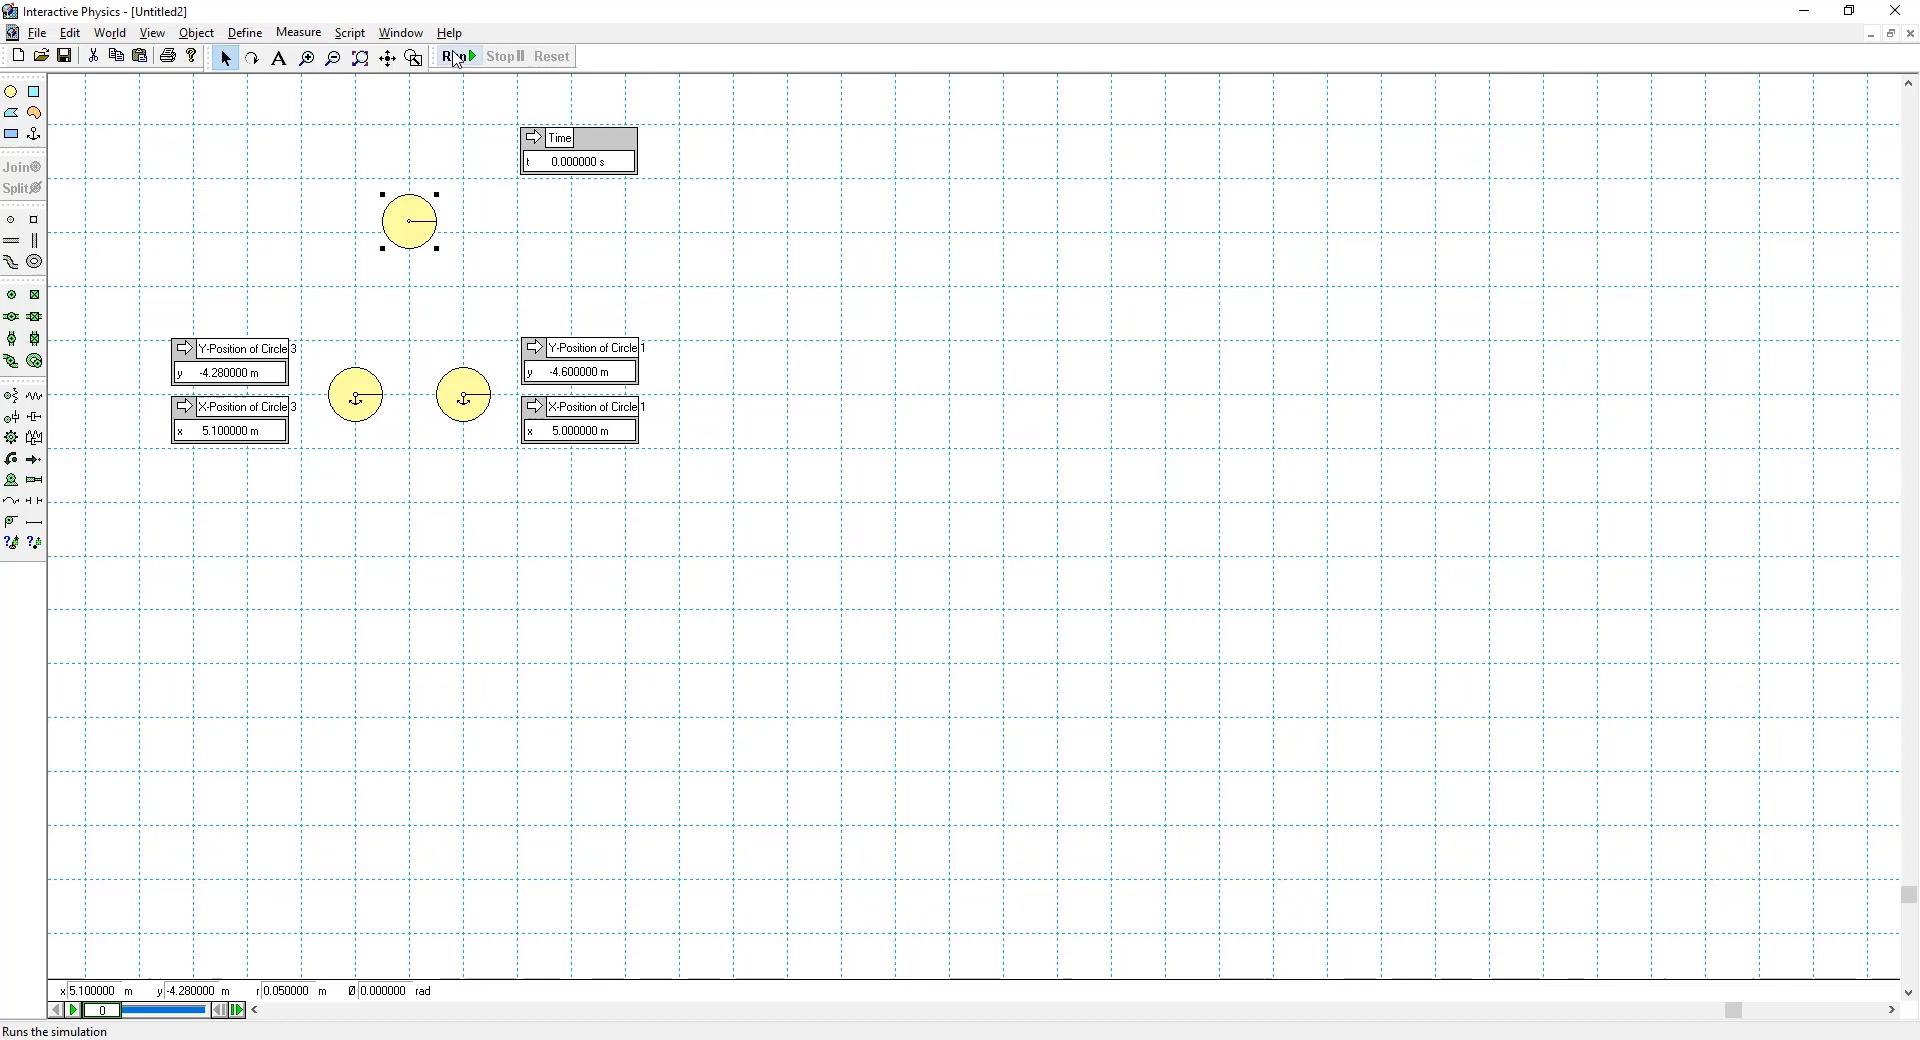 Interactive Physics - [Untitled2]
File Edit World View Object Define Measure Script Window Help
Stop Reset
Time
t 0.000000 s
Join
Split
Y-Position of Circle 3
y -4.280000 m
X-Position of Circle 3
x 5.100000 m
Y-Position of Circle 1
y -4.600000 m
X-Position of Circle 1
x 5.000000 m
x 5.100000 m y -4.280000 m r 0.050000 m Ø 0.000000 rad
0
Runs the simulation